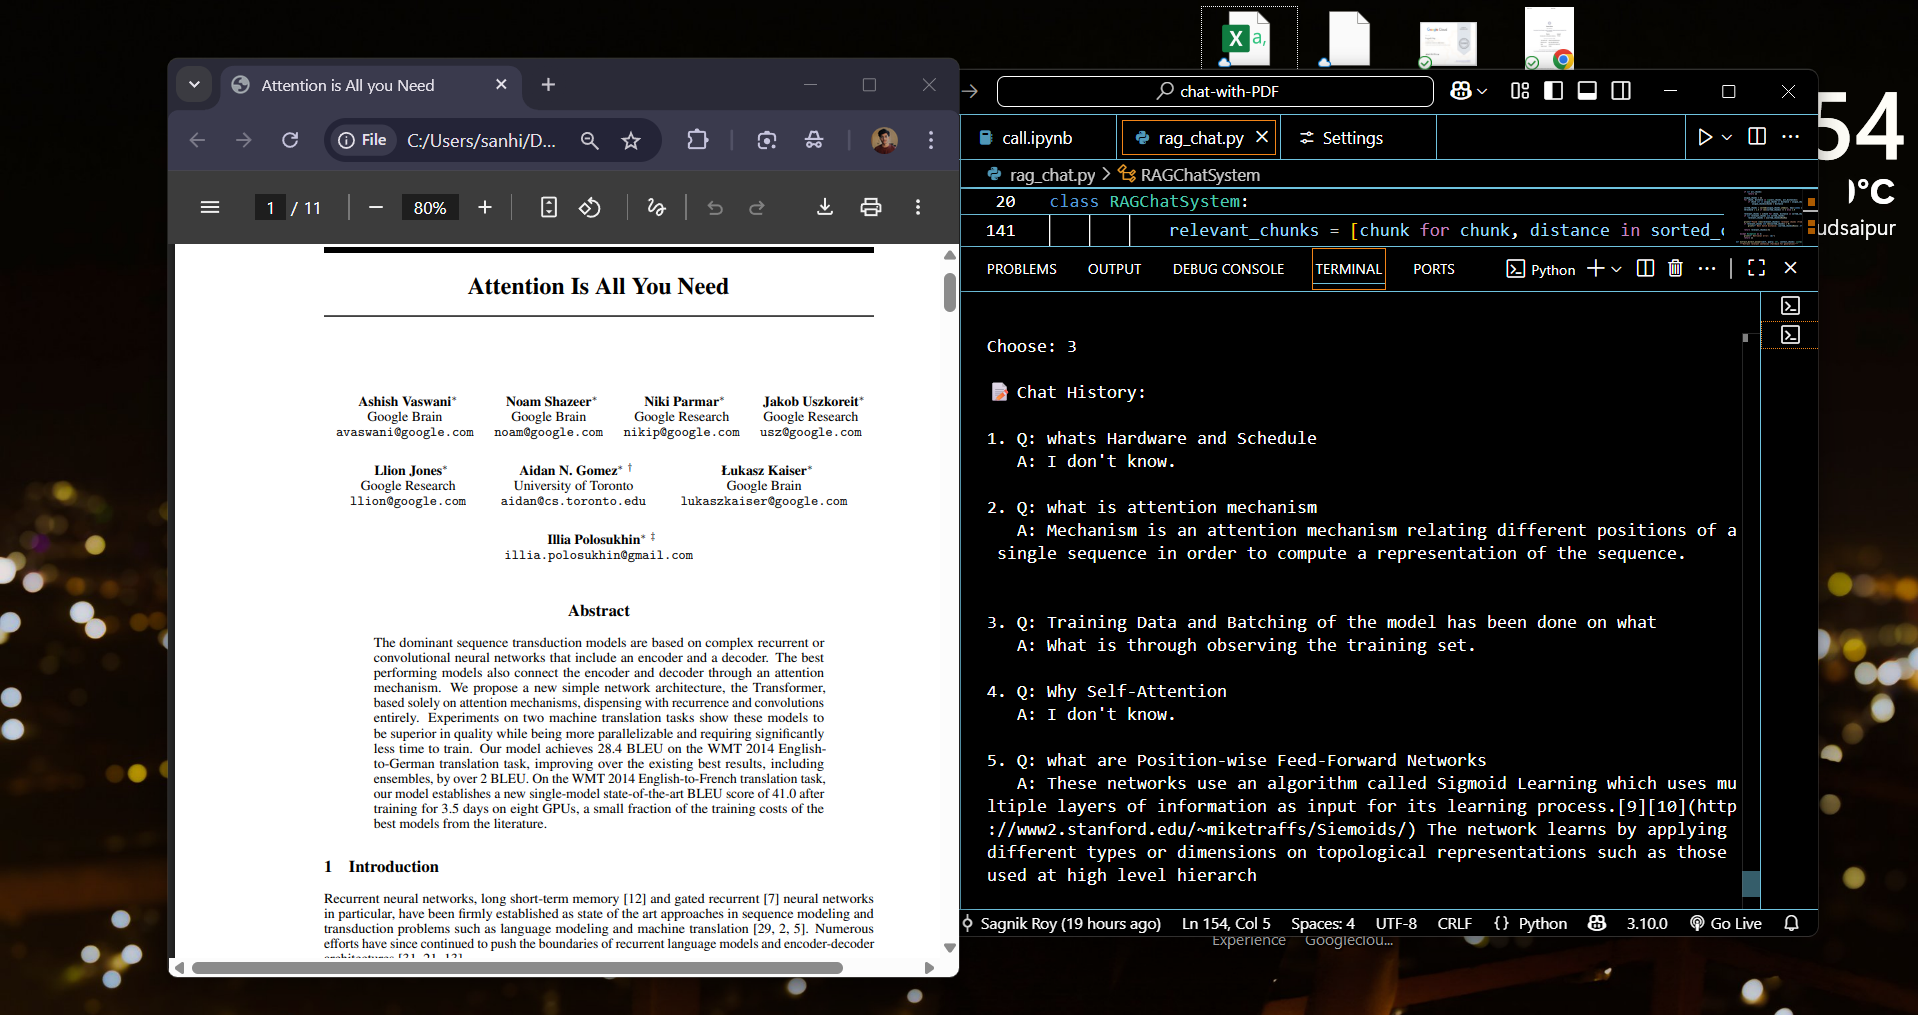 Attention is All you Need
File
C:/Users/sanhi/D...
1 / 11
80%
Attention Is All You Need
Ashish Vaswani*
Google Brain
avaswani@google.com
Noam Shazeer*
Google Brain
noam@google.com
Niki Parmar*
Google Research
nikip@google.com
Jakob Uszkoreit*
Google Research
usz@google.com
Llion Jones*
Google Research
llion@google.com
Aidan N. Gomez* †
University of Toronto
aidan@cs.toronto.edu
Łukasz Kaiser*
Google Brain
lukaszkaiser@google.com
Illia Polosukhin* ‡
illia.polosukhin@gmail.com
Abstract
The dominant sequence transduction models are based on complex recurrent or
convolutional neural networks that include an encoder and a decoder. The best
performing models also connect the encoder and decoder through an attention
mechanism. We propose a new simple network architecture, the Transformer,
based solely on attention mechanisms, dispensing with recurrence and convolutions
entirely. Experiments on two machine translation tasks show these models to
be superior in quality while being more parallelizable and requiring significantly
less time to train. Our model achieves 28.4 BLEU on the WMT 2014 English-
to-German translation task, improving over the existing best results, including
ensembles, by over 2 BLEU. On the WMT 2014 English-to-French translation task,
our model establishes a new single-model state-of-the-art BLEU score of 41.0 after
training for 3.5 days on eight GPUs, a small fraction of the training costs of the
best models from the literature.
1 Introduction
Recurrent neural networks, long short-term memory [12] and gated recurrent [7] neural networks
in particular, have been firmly established as state of the art approaches in sequence modeling and
transduction problems such as language modeling and machine translation [29, 2, 5]. Numerous
efforts have since continued to push the boundaries of recurrent language models and encoder-decoder
architectures [31, 21, 13].
chat-with-PDF
call.ipynb
rag_chat.py
Settings
rag_chat.py > RAGChatSystem
20 class RAGChatSystem:
141 relevant_chunks = [chunk for chunk, distance in sorted_c
PROBLEMS OUTPUT DEBUG CONSOLE TERMINAL PORTS
Python
Choose: 3
Chat History:
1. Q: whats Hardware and Schedule
A: I don't know.
2. Q: what is attention mechanism
A: Mechanism is an attention mechanism relating different positions of a
single sequence in order to compute a representation of the sequence.
3. Q: Training Data and Batching of the model has been done on what
A: What is through observing the training set.
4. Q: Why Self-Attention
A: I don't know.
5. Q: what are Position-wise Feed-Forward Networks
A: These networks use an algorithm called Sigmoid Learning which uses mu
ltiple layers of information as input for its learning process.[9][10](http
://www2.stanford.edu/~miketraffs/Siemoids/) The network learns by applying
different types or dimensions on topological representations such as those
used at high level hierarch
Sagnik Roy (19 hours ago) Ln 154, Col 5 Spaces: 4 UTF-8 CRLF {} Python 3.10.0 Go Live
Experience
Googleclou...
54
°C
udsaipur